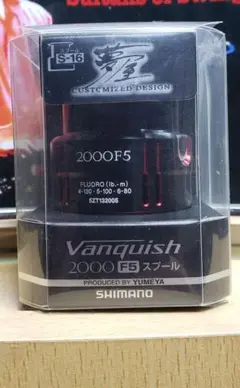 S-16
夢屋
CUSTOMIZED DESIGN
2000F5
FLUORO (lb.-m)
4-130・5-100・6-80
SZT132005
Vanquish
2000 F5 スプール
PRODUCED BY YUMEYA
SHIMANO